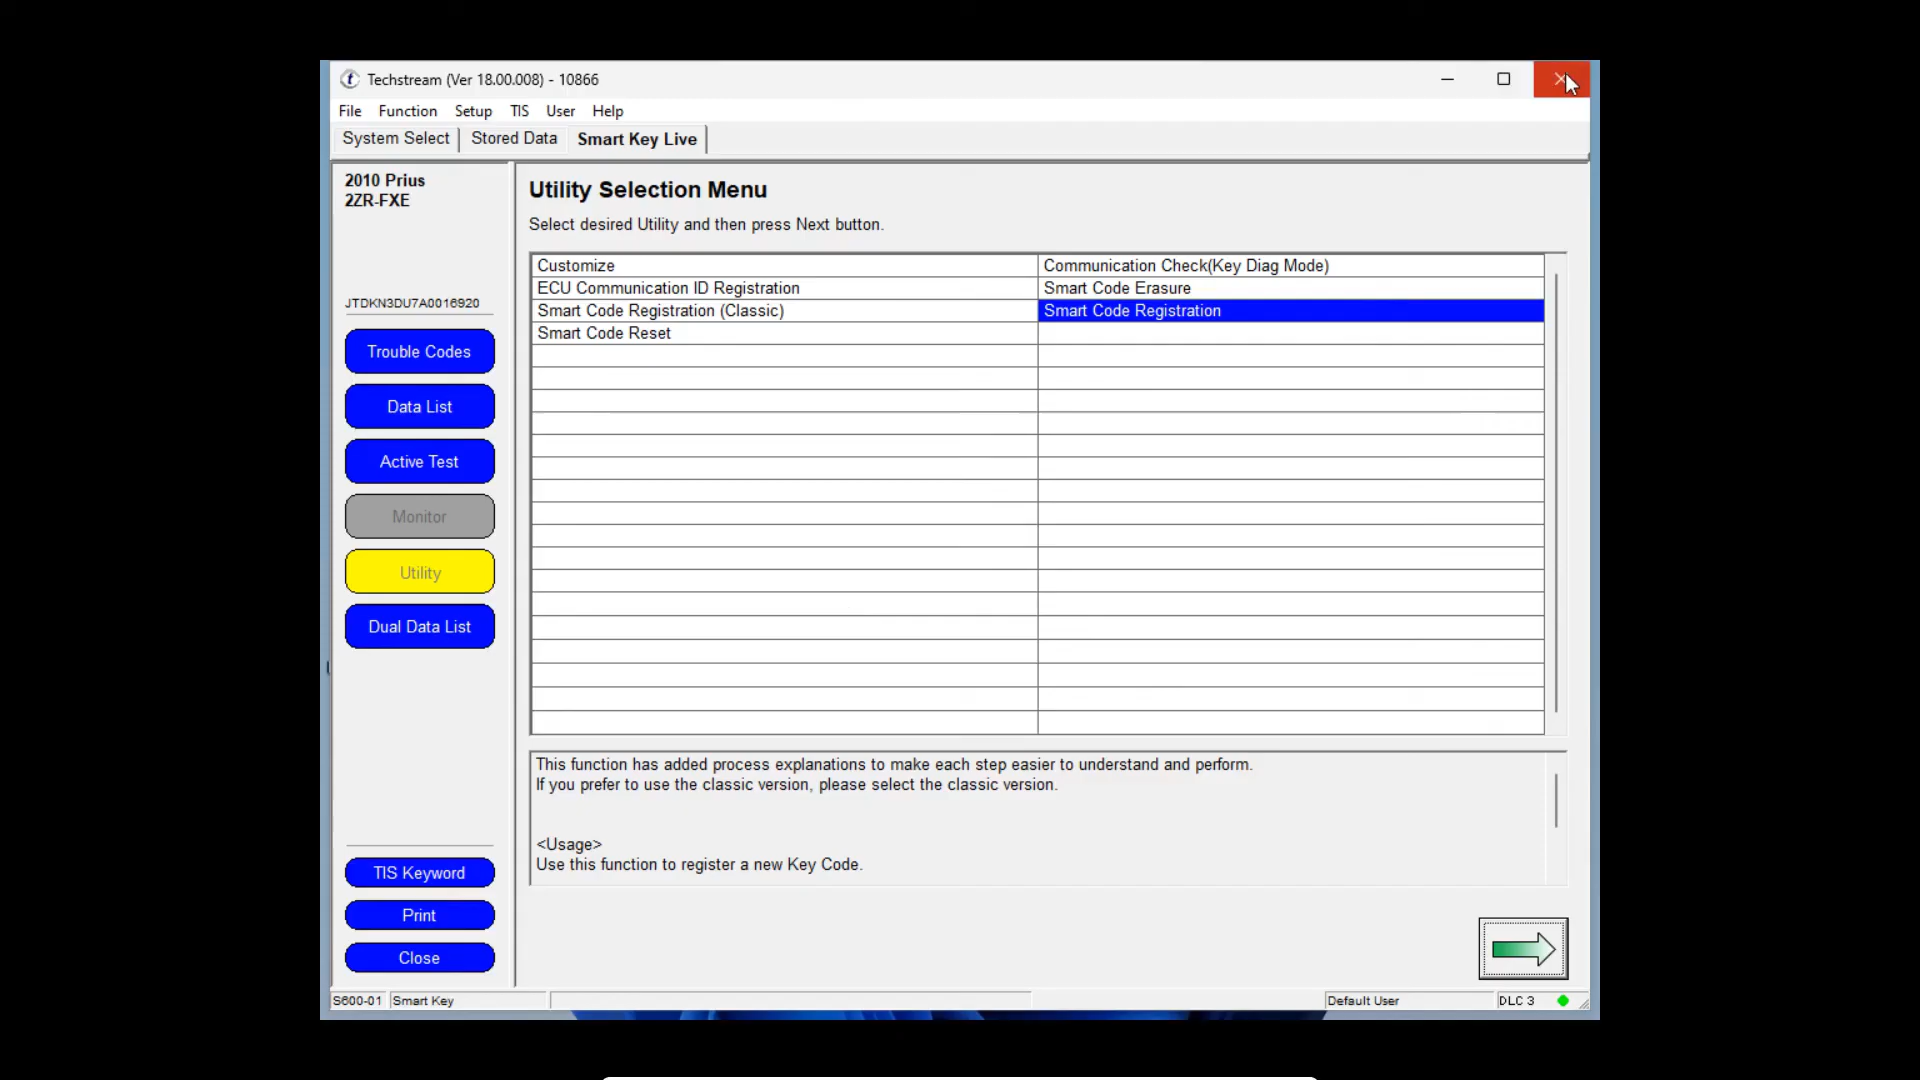 Techstream (Ver 18.00.008) - 10866
File Function Setup TIS User Help
System Select Stored Data Smart Key Live
2010 Prius
2ZR-FXE
JTDKN3DU7A0016920
Trouble Codes
Data List
Active Test
Monitor
Utility
Dual Data List
TIS Keyword
Print
Close
Utility Selection Menu
Select desired Utility and then press Next button.
Customize Communication Check(Key Diag Mode)
ECU Communication ID Registration Smart Code Erasure
Smart Code Registration (Classic) Smart Code Registration
Smart Code Reset
This function has added process explanations to make each step easier to understand and perform.
If you prefer to use the classic version, please select the classic version.
<Usage>
Use this function to register a new Key Code.
S600-01 Smart Key Default User DLC 3